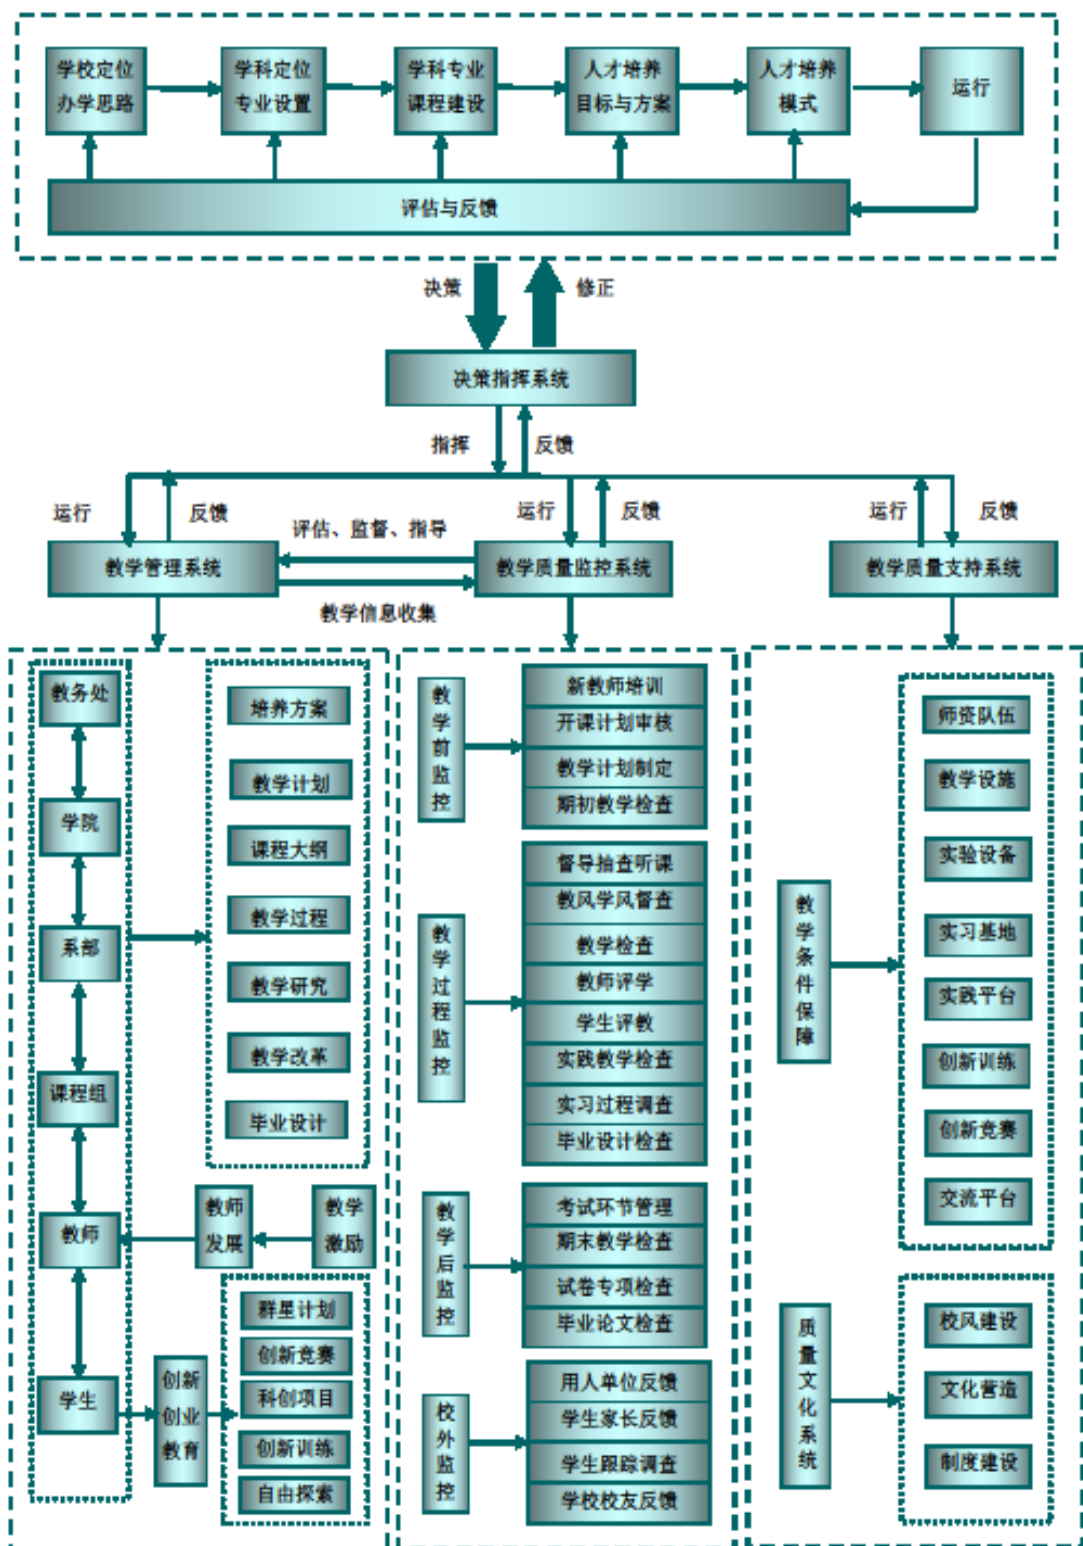 学校定位
办学思路
学科定位
专业设置
学科专业
课程建设
人才培养
目标与方案
人才培养
模式
运行
评估与反馈
决策
修正
决策指挥系统
指挥
反馈
运行
反馈
评估、监督、指导
运行
反馈
运行
反馈
教学管理系统
教学质量监控系统
教学质量支持系统
教学信息收集
教务处
学院
系部
课程组
教师
学生
培养方案
教学计划
课程大纲
教学过程
教学研究
教学改革
毕业设计
教师
发展
教学
激励
创新
创业
教育
群星计划
创新竞赛
科创项目
创新训练
自由探索
教学前监控
新教师培训
开课计划审核
教学计划制定
期初教学检查
教学过程监控
督导抽查听课
教风学风督查
教学检查
教师评学
学生评教
实践教学检查
实习过程调查
毕业设计检查
教学后监控
考试环节管理
期末教学检查
试卷专项检查
毕业论文检查
校外监控
用人单位反馈
学生家长反馈
学生跟踪调查
学校校友反馈
教学条件保障
师资队伍
教学设施
实验设备
实习基地
实践平台
创新训练
创新竞赛
交流平台
质量文化系统
校风建设
文化营造
制度建设